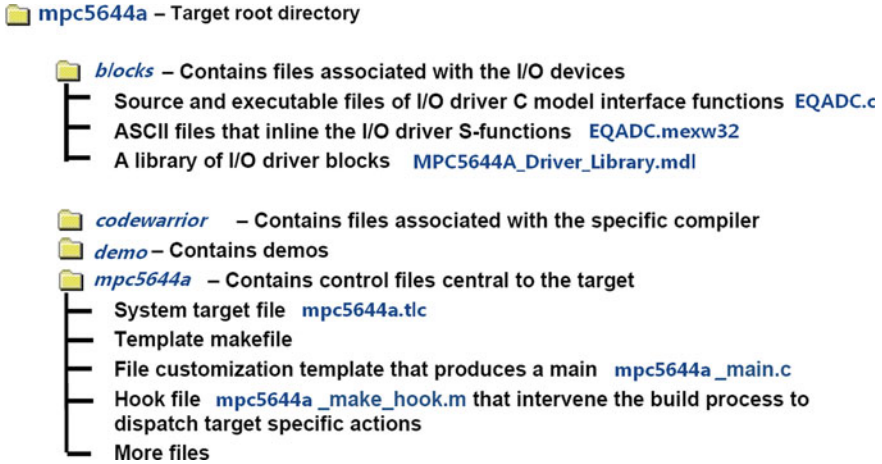 mpc5644a – Target root directory
blocks – Contains files associated with the I/O devices
Source and executable files of I/O driver C model interface functions EQADC.c
ASCII files that inline the I/O driver S-functions EQADC.mexw32
A library of I/O driver blocks MPC5644A_Driver_Library.mdl
codewarrior – Contains files associated with the specific compiler
demo – Contains demos
mpc5644a – Contains control files central to the target
System target file mpc5644a.tlc
Template makefile
File customization template that produces a main mpc5644a _main.c
Hook file mpc5644a _make_hook.m that intervene the build process to
dispatch target specific actions
More files